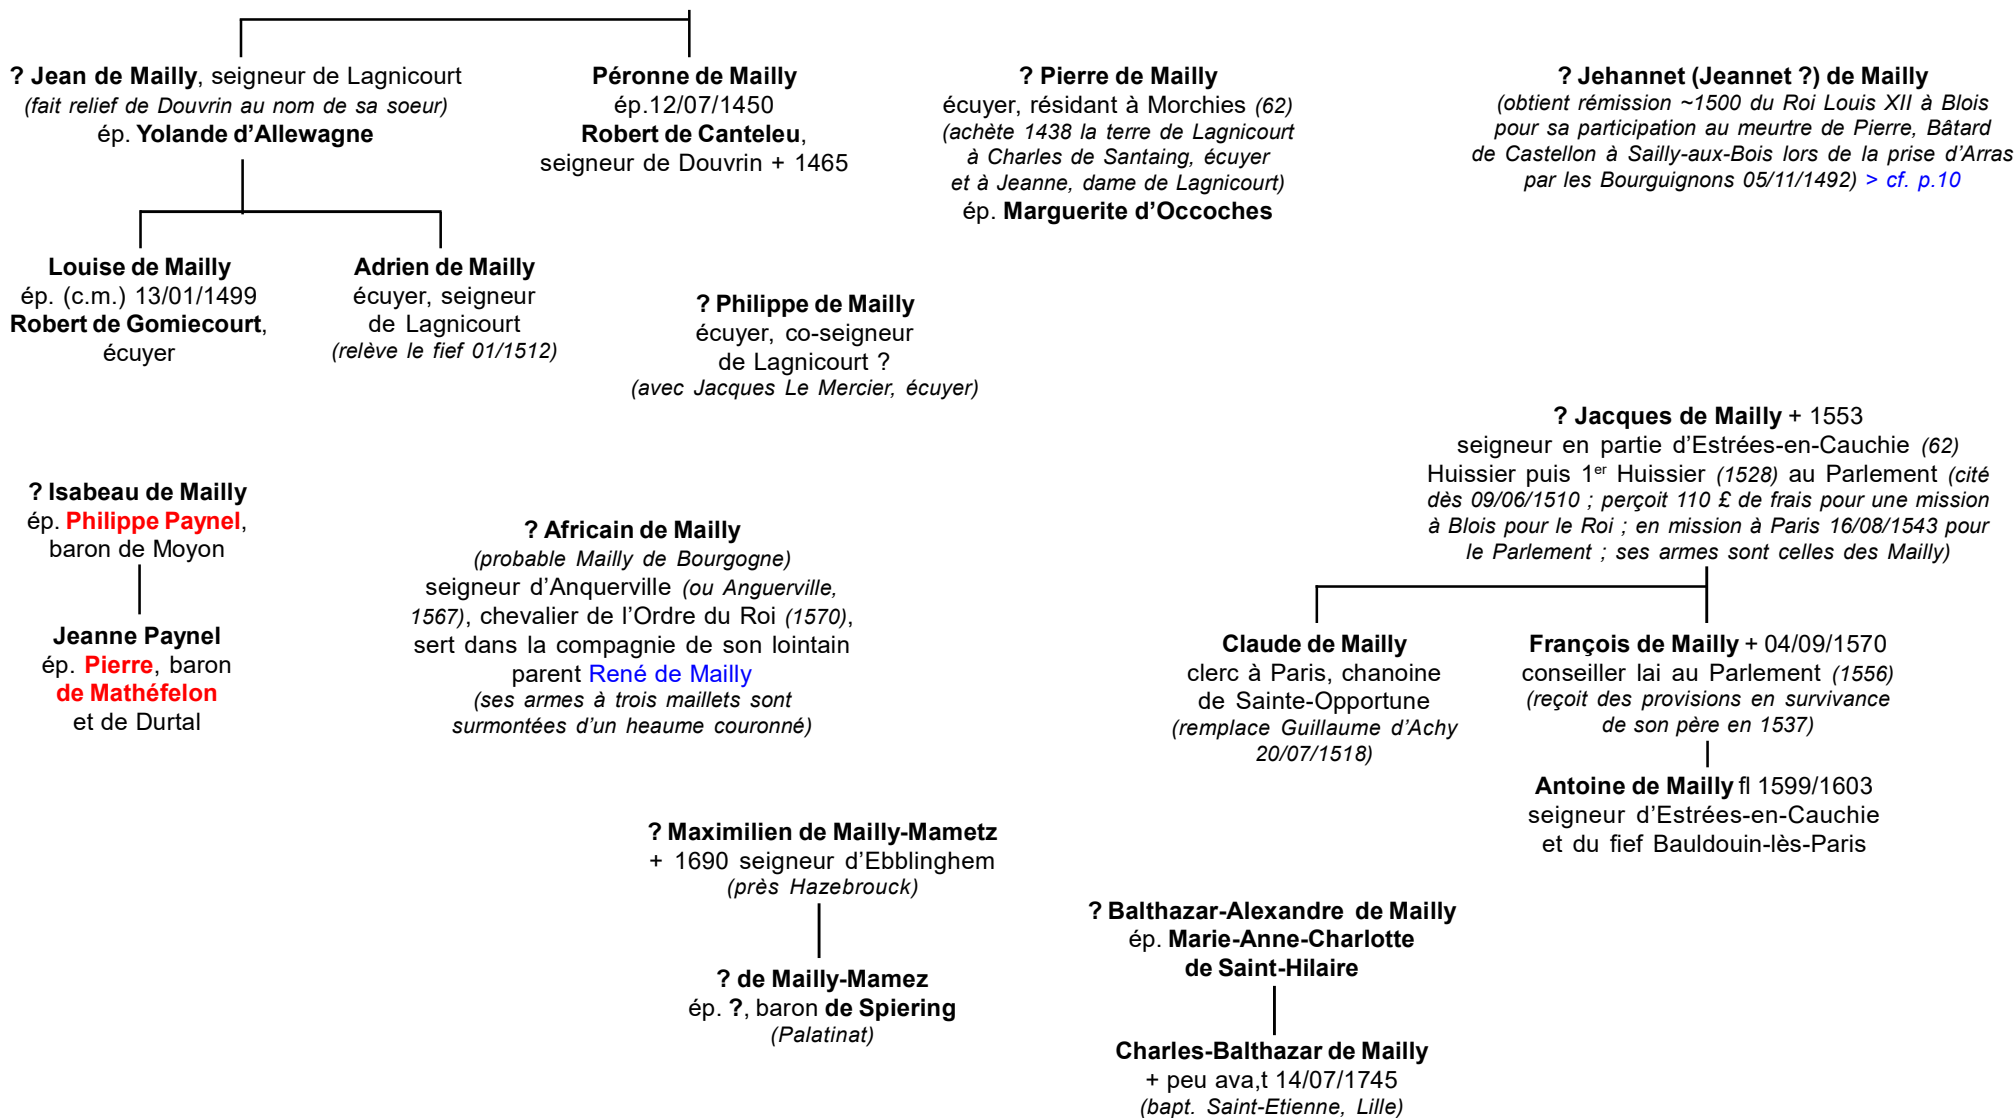 ? Jean de Mailly, seigneur de Lagnicourt
(fait relief de Douvrin au nom de sa soeur)
ép. Yolande d'Allewagne
Péronne de Mailly
ép.12/07/1450
Robert de Canteleu,
seigneur de Douvrin + 1465
? Pierre de Mailly
écuyer, résidant à Morchies (62)
(achète 1438 la terre de Lagnicourt
à Charles de Santaing, écuyer
et à Jeanne, dame de Lagnicourt)
ép. Marguerite d'Occoches
? Jehannet (Jeannet ?) de Mailly
(obtient rémission ~1500 du Roi Louis XII à Blois
pour sa participation au meurtre de Pierre, Bâtard
de Castellon à Sailly-aux-Bois lors de la prise d'Arras
par les Bourguignons 05/11/1492) > cf. p.10
Louise de Mailly
ép. (c.m.) 13/01/1499
Robert de Gomiecourt,
écuyer
Adrien de Mailly
écuyer, seigneur
de Lagnicourt
(relève le fief 01/1512)
? Philippe de Mailly
écuyer, co-seigneur
de Lagnicourt ?
(avec Jacques Le Mercier, écuyer)
? Jacques de Mailly + 1553
seigneur en partie d'Estrées-en-Cauchie (62)
Huissier puis 1er Huissier (1528) au Parlement (cité
dès 09/06/1510 ; perçoit 110 £ de frais pour une mission
à Blois pour le Roi ; en mission à Paris 16/08/1543 pour
le Parlement ; ses armes sont celles des Mailly)
? Isabeau de Mailly
ép. Philippe Paynel,
baron de Moyon
Jeanne Paynel
ép. Pierre, baron
de Mathéfelon
et de Durtal
? Africain de Mailly
(probable Mailly de Bourgogne)
seigneur d'Anquerville (ou Anguerville,
1567), chevalier de l'Ordre du Roi (1570),
sert dans la compagnie de son lointain
parent René de Mailly
(ses armes à trois maillets sont
surmontées d'un heaume couronné)
Claude de Mailly
clerc à Paris, chanoine
de Sainte-Opportune
(remplace Guillaume d'Achy
20/07/1518)
François de Mailly + 04/09/1570
conseiller lai au Parlement (1556)
(reçoit des provisions en survivance
de son père en 1537)
Antoine de Mailly fl 1599/1603
seigneur d'Estrées-en-Cauchie
et du fief Bauldouin-lès-Paris
? Maximilien de Mailly-Mametz
+ 1690 seigneur d'Ebblinghem
(près Hazebrouck)
? de Mailly-Mamez
ép. ?, baron de Spiering
(Palatinat)
? Balthazar-Alexandre de Mailly
ép. Marie-Anne-Charlotte
de Saint-Hilaire
Charles-Balthazar de Mailly
+ peu ava,t 14/07/1745
(bapt. Saint-Etienne, Lille)